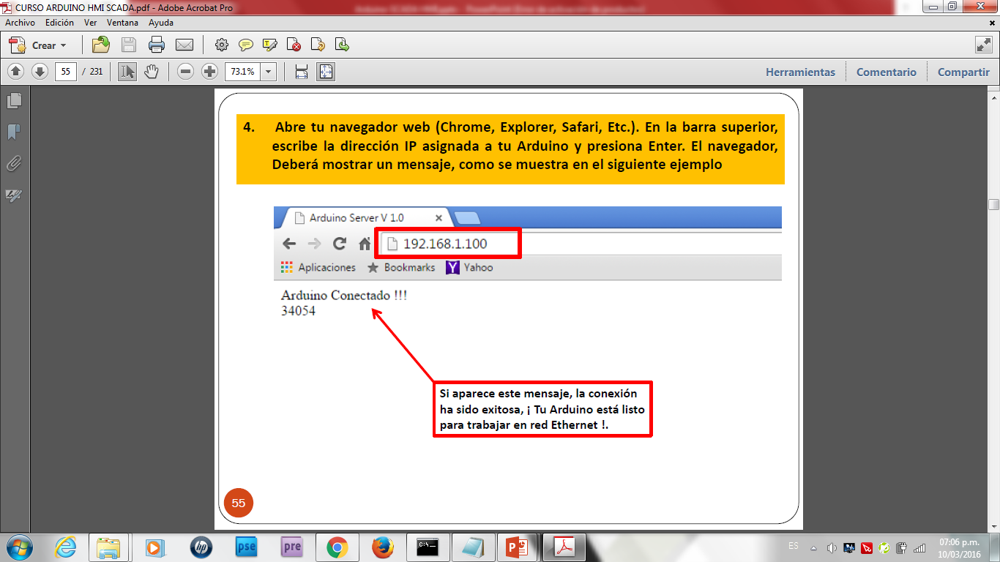 CURSO ARDUINO HMI SCADA.pdf - Adobe Acrobat Pro
Archivo Edición Ver Ventana Ayuda
Crear
55 / 231 73.1% Herramientas Comentario Compartir
4. Abre tu navegador web (Chrome, Explorer, Safari, Etc.). En la barra superior,
escribe la dirección IP asignada a tu Arduino y presiona Enter. El navegador,
Deberá mostrar un mensaje, como se muestra en el siguiente ejemplo
Arduino Server V 1.0
192.168.1.100
Aplicaciones Bookmarks Y Yahoo
Arduino Conectado !!!
34054
Si aparece este mensaje, la conexión
ha sido exitosa, ¡ Tu Arduino está listo
para trabajar en red Ethernet !.
55
hp pse pre C:\ P ES 07:06 p.m.
10/03/2016